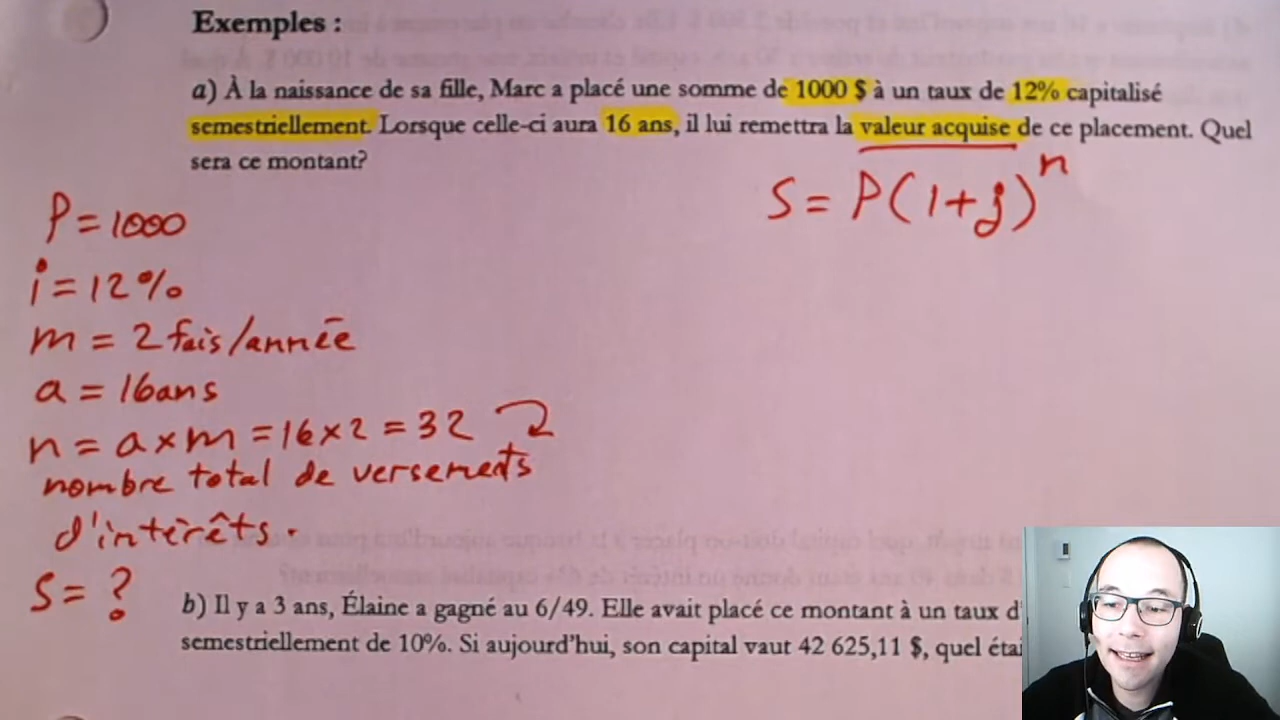 Exemples :
a) À la naissance de sa fille, Marc a placé une somme de 1000 $ à un taux de 12% capitalisé
semestriellement. Lorsque celle-ci aura 16 ans, il lui remettra la valeur acquise de ce placement. Quel
sera ce montant?
S = P(1+j)^n
P = 1000
i = 12%
m = 2 fois/année
a = 16 ans
n = a × m = 16 × 2 = 32
nombre total de versements
d'intérêts.
S = ?
b) Il y a 3 ans, Élaine a gagné au 6/49. Elle avait placé ce montant à un taux d'
semestriellement de 10%. Si aujourd'hui, son capital vaut 42 625,11 $, quel étai